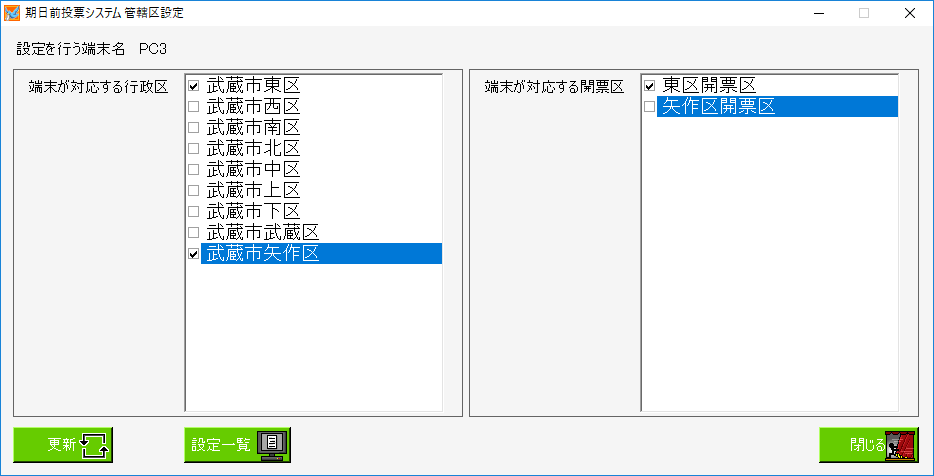 期日前投票システム 管轄区設定
設定を行う端末名 PC3
端末が対応する行政区
武蔵市東区
武蔵市西区
武蔵市南区
武蔵市北区
武蔵市中区
武蔵市上区
武蔵市下区
武蔵市武蔵区
武蔵市矢作区
端末が対応する開票区
東区開票区
矢作区開票区
更新
設定一覧
閉じる